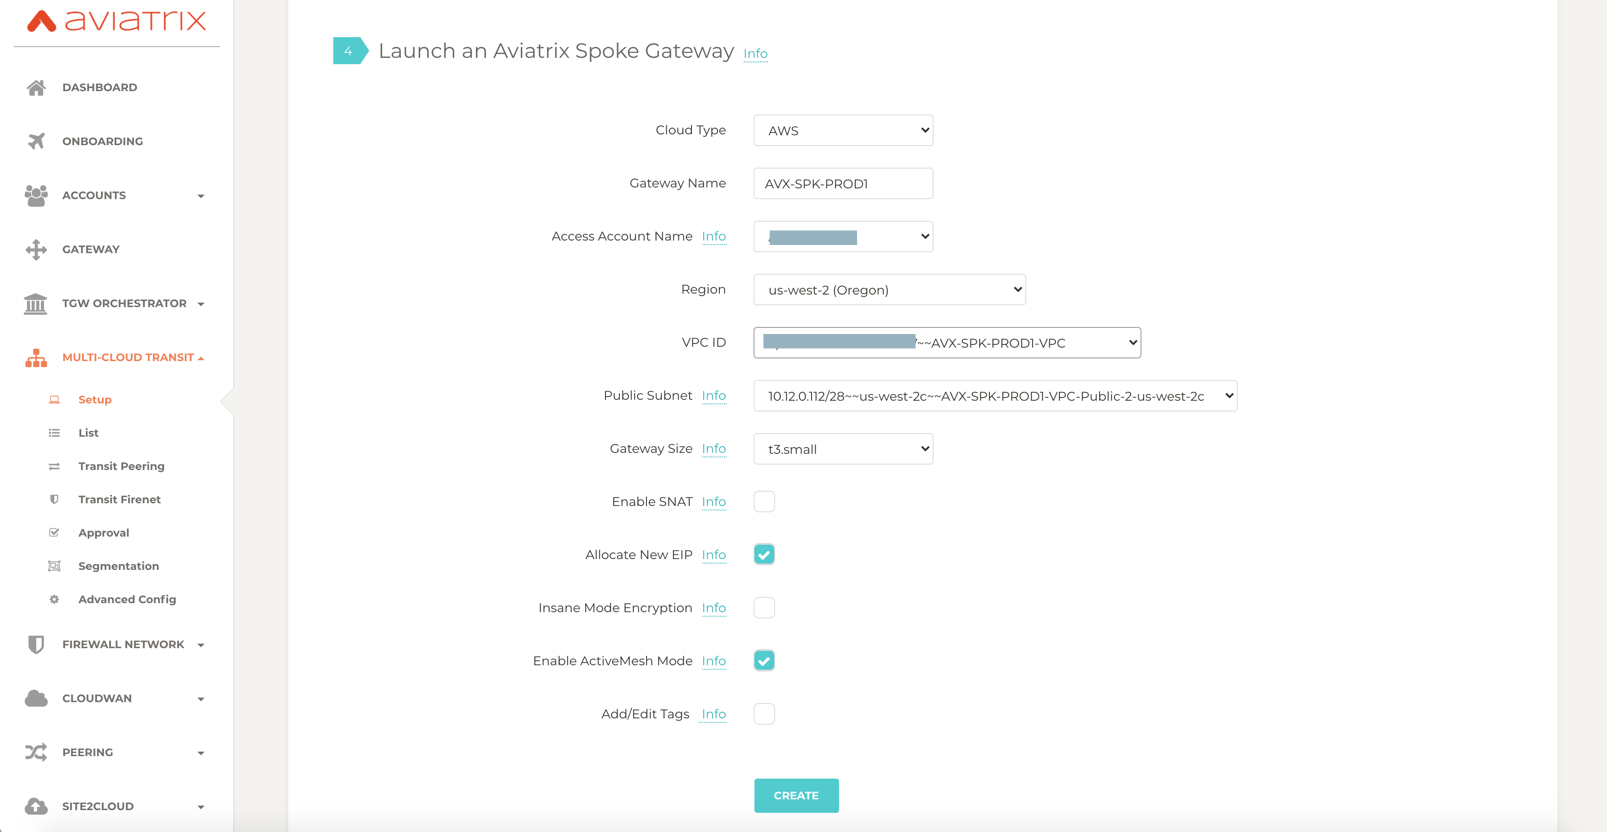 aviatrix
DASHBOARD
ONBOARDING
ACCOUNTS
GATEWAY
TGW ORCHESTRATOR
MULTI-CLOUD TRANSIT
Setup
List
Transit Peering
Transit Firenet
Approval
Segmentation
Advanced Config
FIREWALL NETWORK
CLOUDWAN
PEERING
SITE2CLOUD
4 Launch an Aviatrix Spoke Gateway Info
Cloud Type AWS
Gateway Name AVX-SPK-PROD1
Access Account Name Info
Region us-west-2 (Oregon)
VPC ID ~~AVX-SPK-PROD1-VPC
Public Subnet Info 10.12.0.112/28~~us-west-2c~~AVX-SPK-PROD1-VPC-Public-2-us-west-2c
Gateway Size Info t3.small
Enable SNAT Info
Allocate New EIP Info
Insane Mode Encryption Info
Enable ActiveMesh Mode Info
Add/Edit Tags Info
CREATE